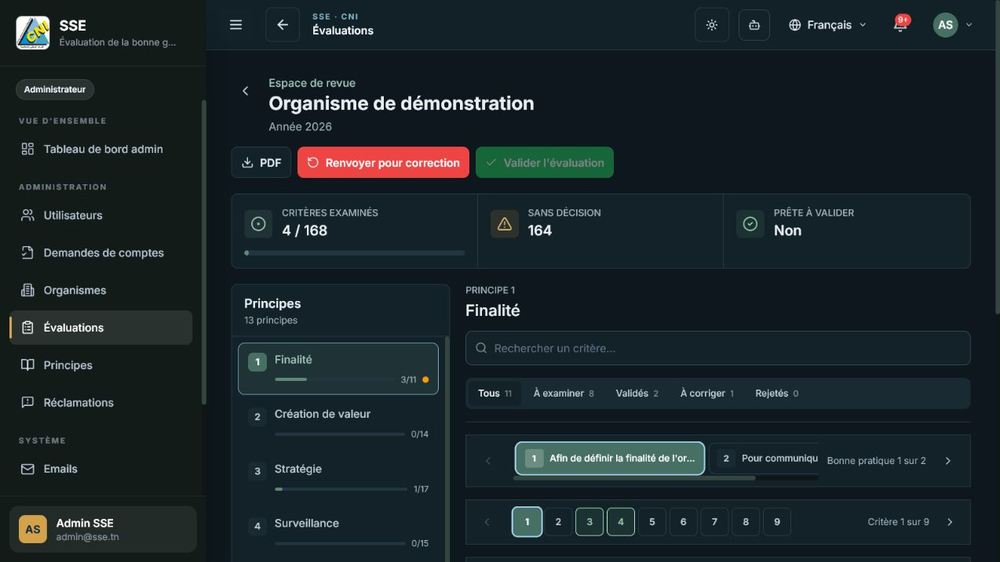 CNI
SSE
Évaluation de la bonne g...
Administrateur
VUE D'ENSEMBLE
Tableau de bord admin
ADMINISTRATION
Utilisateurs
Demandes de comptes
Organismes
Évaluations
Principes
Réclamations
SYSTÈME
Emails
AS
Admin SSE
admin@sse.tn
SSE · CNI
Évaluations
Français
9+
AS
Espace de revue
Organisme de démonstration
Année 2026
PDF
Renvoyer pour correction
Valider l'évaluation
CRITÈRES EXAMINÉS
4 / 168
SANS DÉCISION
164
PRÊTE À VALIDER
Non
Principes
13 principes
1 Finalité
3/11
2 Création de valeur
0/14
3 Stratégie
1/17
4 Surveillance
0/15
PRINCIPE 1
Finalité
Rechercher un critère...
Tous 11 À examiner 8 Validés 2 À corriger 1 Rejetés 0
1 Afin de définir la finalité de l'or... 2 Pour communiqu Bonne pratique 1 sur 2
1 2 3 4 5 6 7 8 9 Critère 1 sur 9